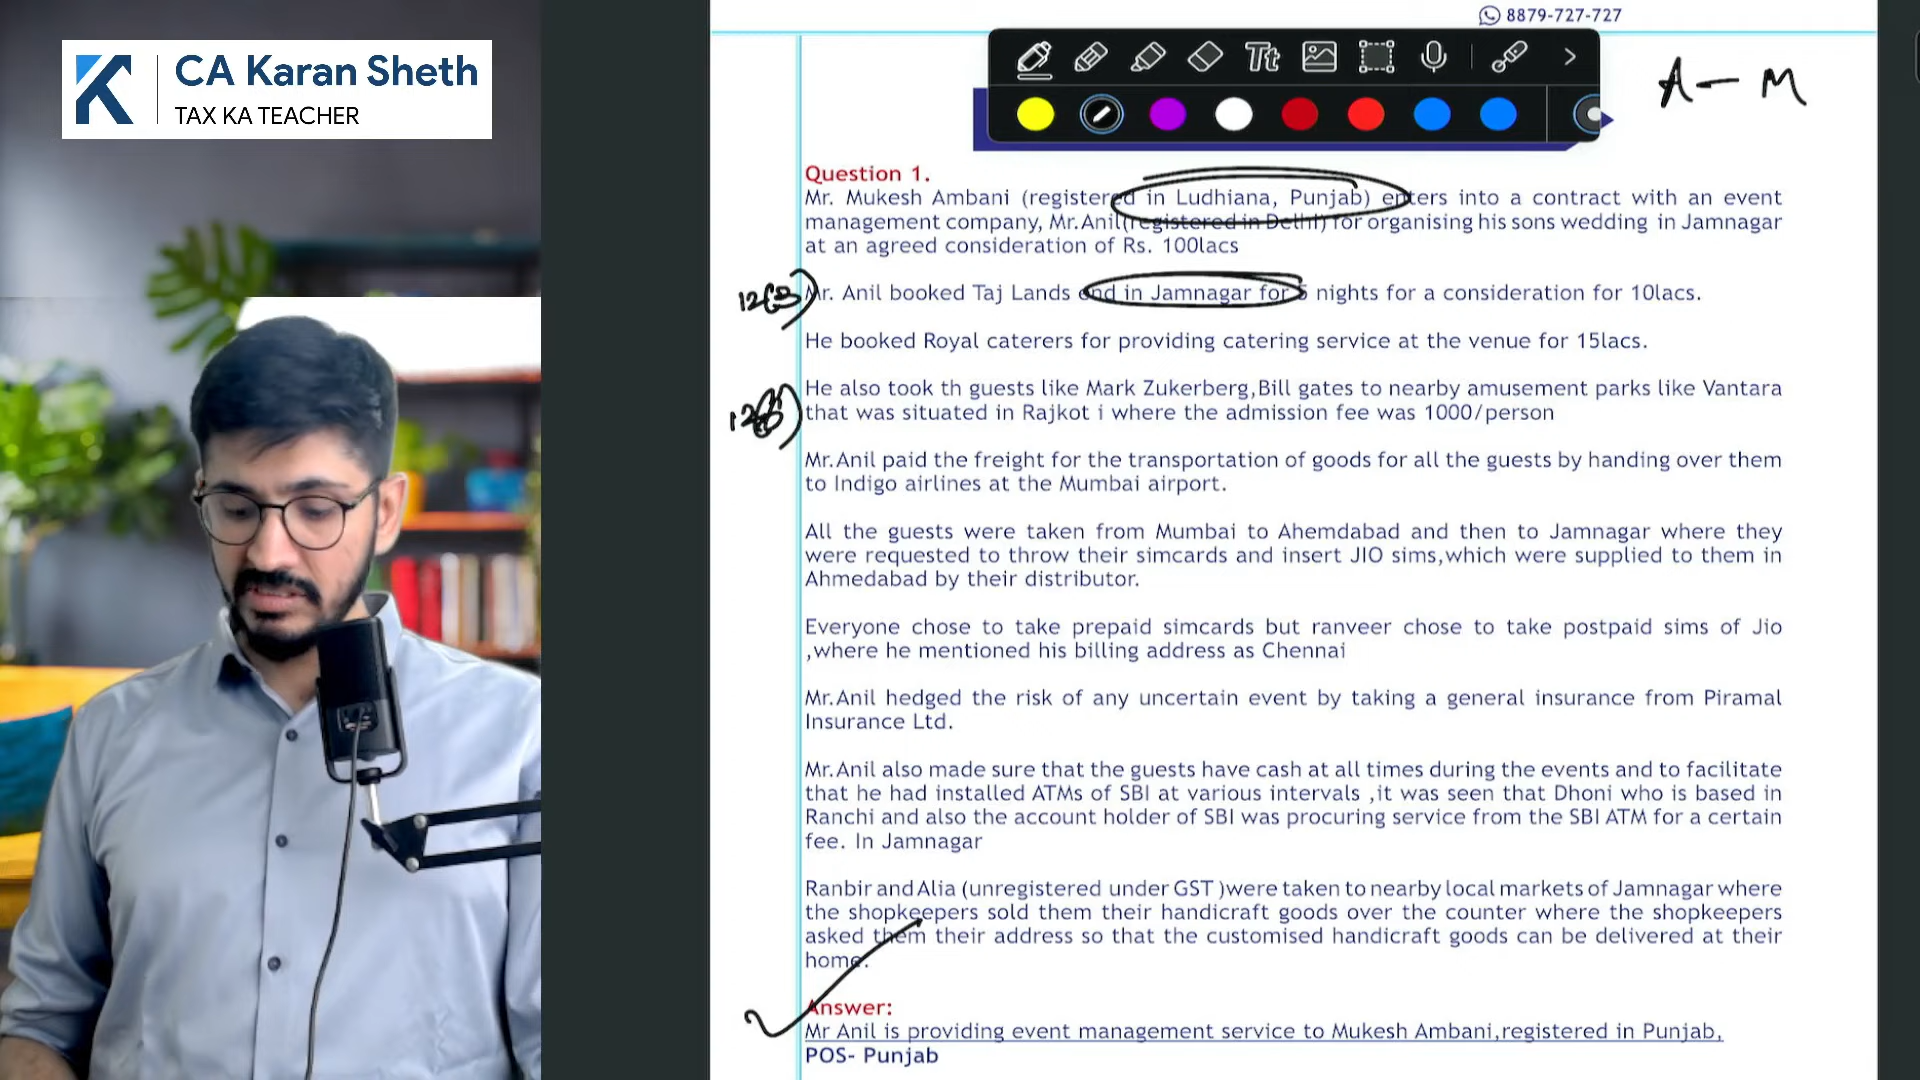 8879-727-727
CA Karan Sheth
TAX KA TEACHER
Tt
A - M
Question 1.
Mr. Mukesh Ambani (registered in Ludhiana, Punjab) enters into a contract with an event
management company, Mr.Anil(registered in Delhi) for organising his sons wedding in Jamnagar
at an agreed consideration of Rs. 100lacs
12(3)
Mr. Anil booked Taj Lands end in Jamnagar for 5 nights for a consideration for 10lacs.
He booked Royal caterers for providing catering service at the venue for 15lacs.
He also took th guests like Mark Zukerberg,Bill gates to nearby amusement parks like Vantara
that was situated in Rajkot i where the admission fee was 1000/person
Mr.Anil paid the freight for the transportation of goods for all the guests by handing over them
to Indigo airlines at the Mumbai airport.
All the guests were taken from Mumbai to Ahemdabad and then to Jamnagar where they
were requested to throw their simcards and insert JIO sims,which were supplied to them in
Ahmedabad by their distributor.
Everyone chose to take prepaid simcards but ranveer chose to take postpaid sims of Jio
,where he mentioned his billing address as Chennai
Mr.Anil hedged the risk of any uncertain event by taking a general insurance from Piramal
Insurance Ltd.
Mr.Anil also made sure that the guests have cash at all times during the events and to facilitate
that he had installed ATMs of SBI at various intervals ,it was seen that Dhoni who is based in
Ranchi and also the account holder of SBI was procuring service from the SBI ATM for a certain
fee. In Jamnagar
Ranbir and Alia (unregistered under GST )were taken to nearby local markets of Jamnagar where
the shopkeepers sold them their handicraft goods over the counter where the shopkeepers
asked them their address so that the customised handicraft goods can be delivered at their
home.
Answer:
Mr Anil is providing event management service to Mukesh Ambani,registered in Punjab,
POS- Punjab